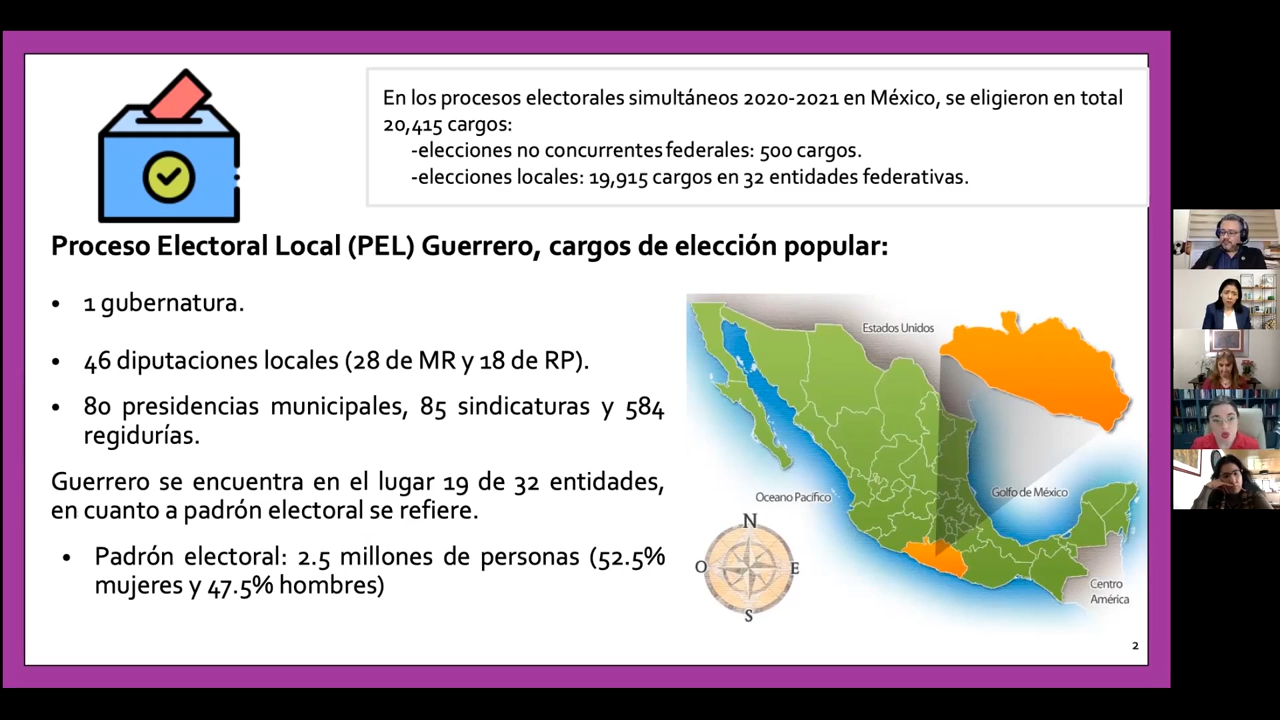 En los procesos electorales simultáneos 2020-2021 en México, se eligieron en total
20,415 cargos:
-elecciones no concurrentes federales: 500 cargos.
-elecciones locales: 19,915 cargos en 32 entidades federativas.
Proceso Electoral Local (PEL) Guerrero, cargos de elección popular:
• 1 gubernatura.
• 46 diputaciones locales (28 de MR y 18 de RP).
• 80 presidencias municipales, 85 sindicaturas y 584
regidurías.
Guerrero se encuentra en el lugar 19 de 32 entidades,
en cuanto a padrón electoral se refiere.
• Padrón electoral: 2.5 millones de personas (52.5%
mujeres y 47.5% hombres)
Estados Unidos
Golfo de México
Oceano Pacífico
N
O
E
S
Centro
América
2